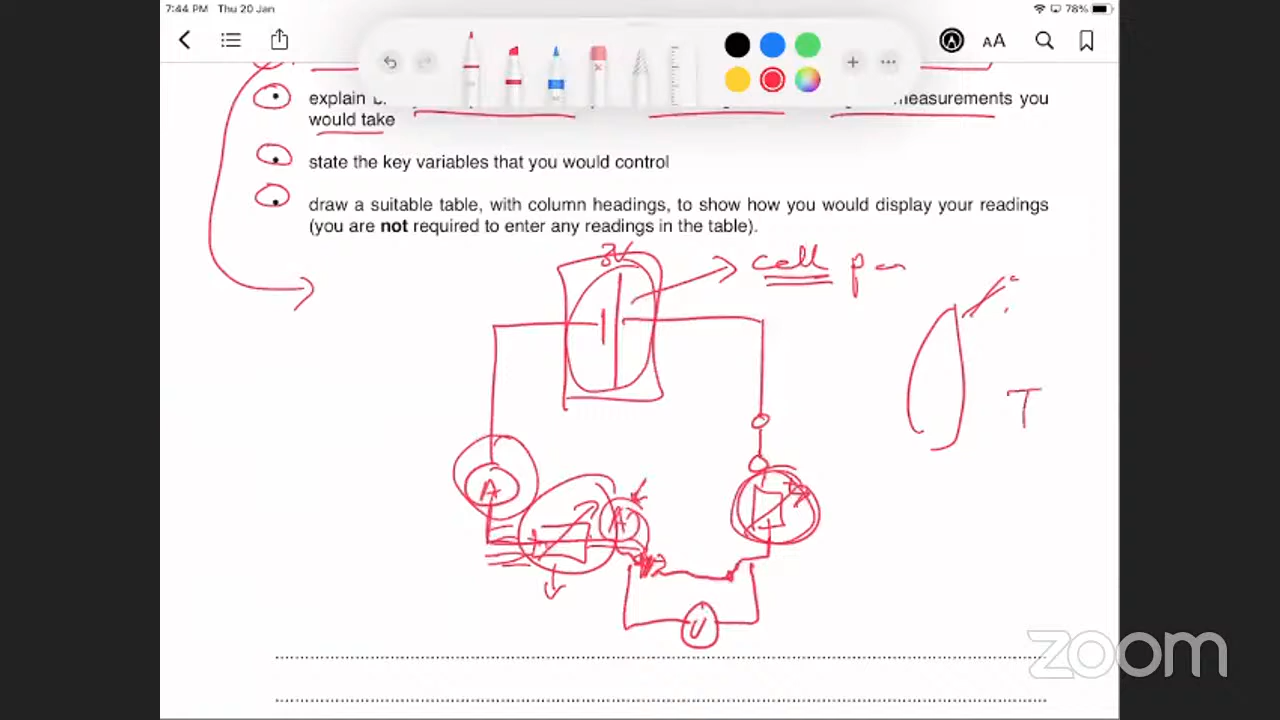 7:44 PM Thu 20 Jan
78%
AA
explain measurements you
would take
state the key variables that you would control
draw a suitable table, with column headings, to show how you would display your readings
(you are not required to enter any readings in the table).
3V
cell
A
A
T
V
zoom